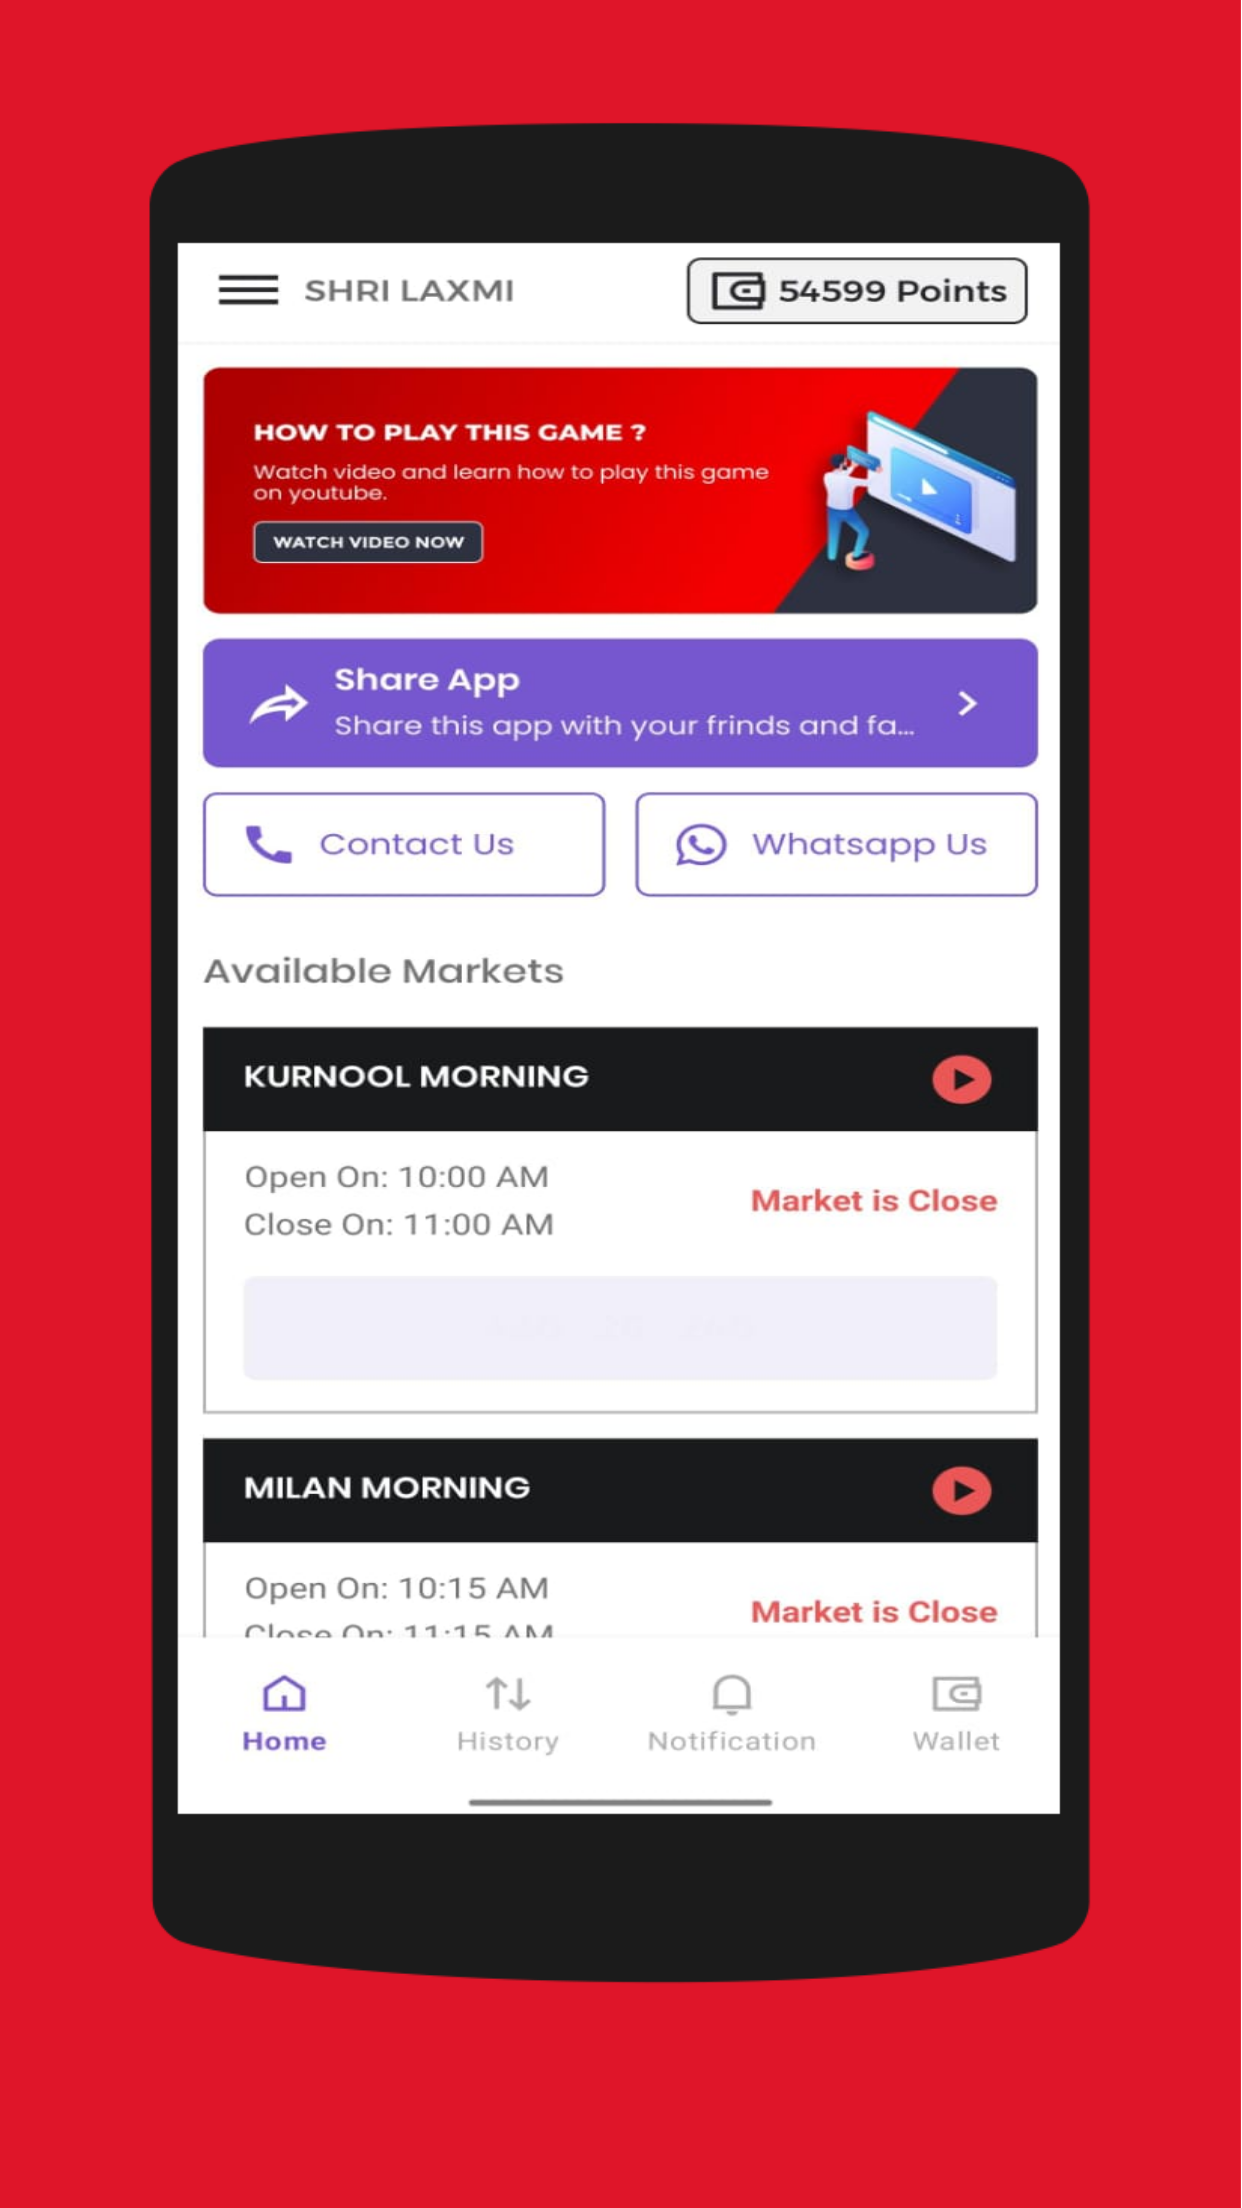 SHRI LAXMI
54599 Points
HOW TO PLAY THIS GAME ?
Watch video and learn how to play this game
on youtube.
WATCH VIDEO NOW
Share App
Share this app with your frinds and fa...
Contact Us
Whatsapp Us
Available Markets
KURNOOL MORNING
Open On: 10:00 AM
Market is Close
Close On: 11:00 AM
MILAN MORNING
Open On: 10:15 AM
Market is Close
Close On: 11:15 AM
Home
History
Notification
Wallet